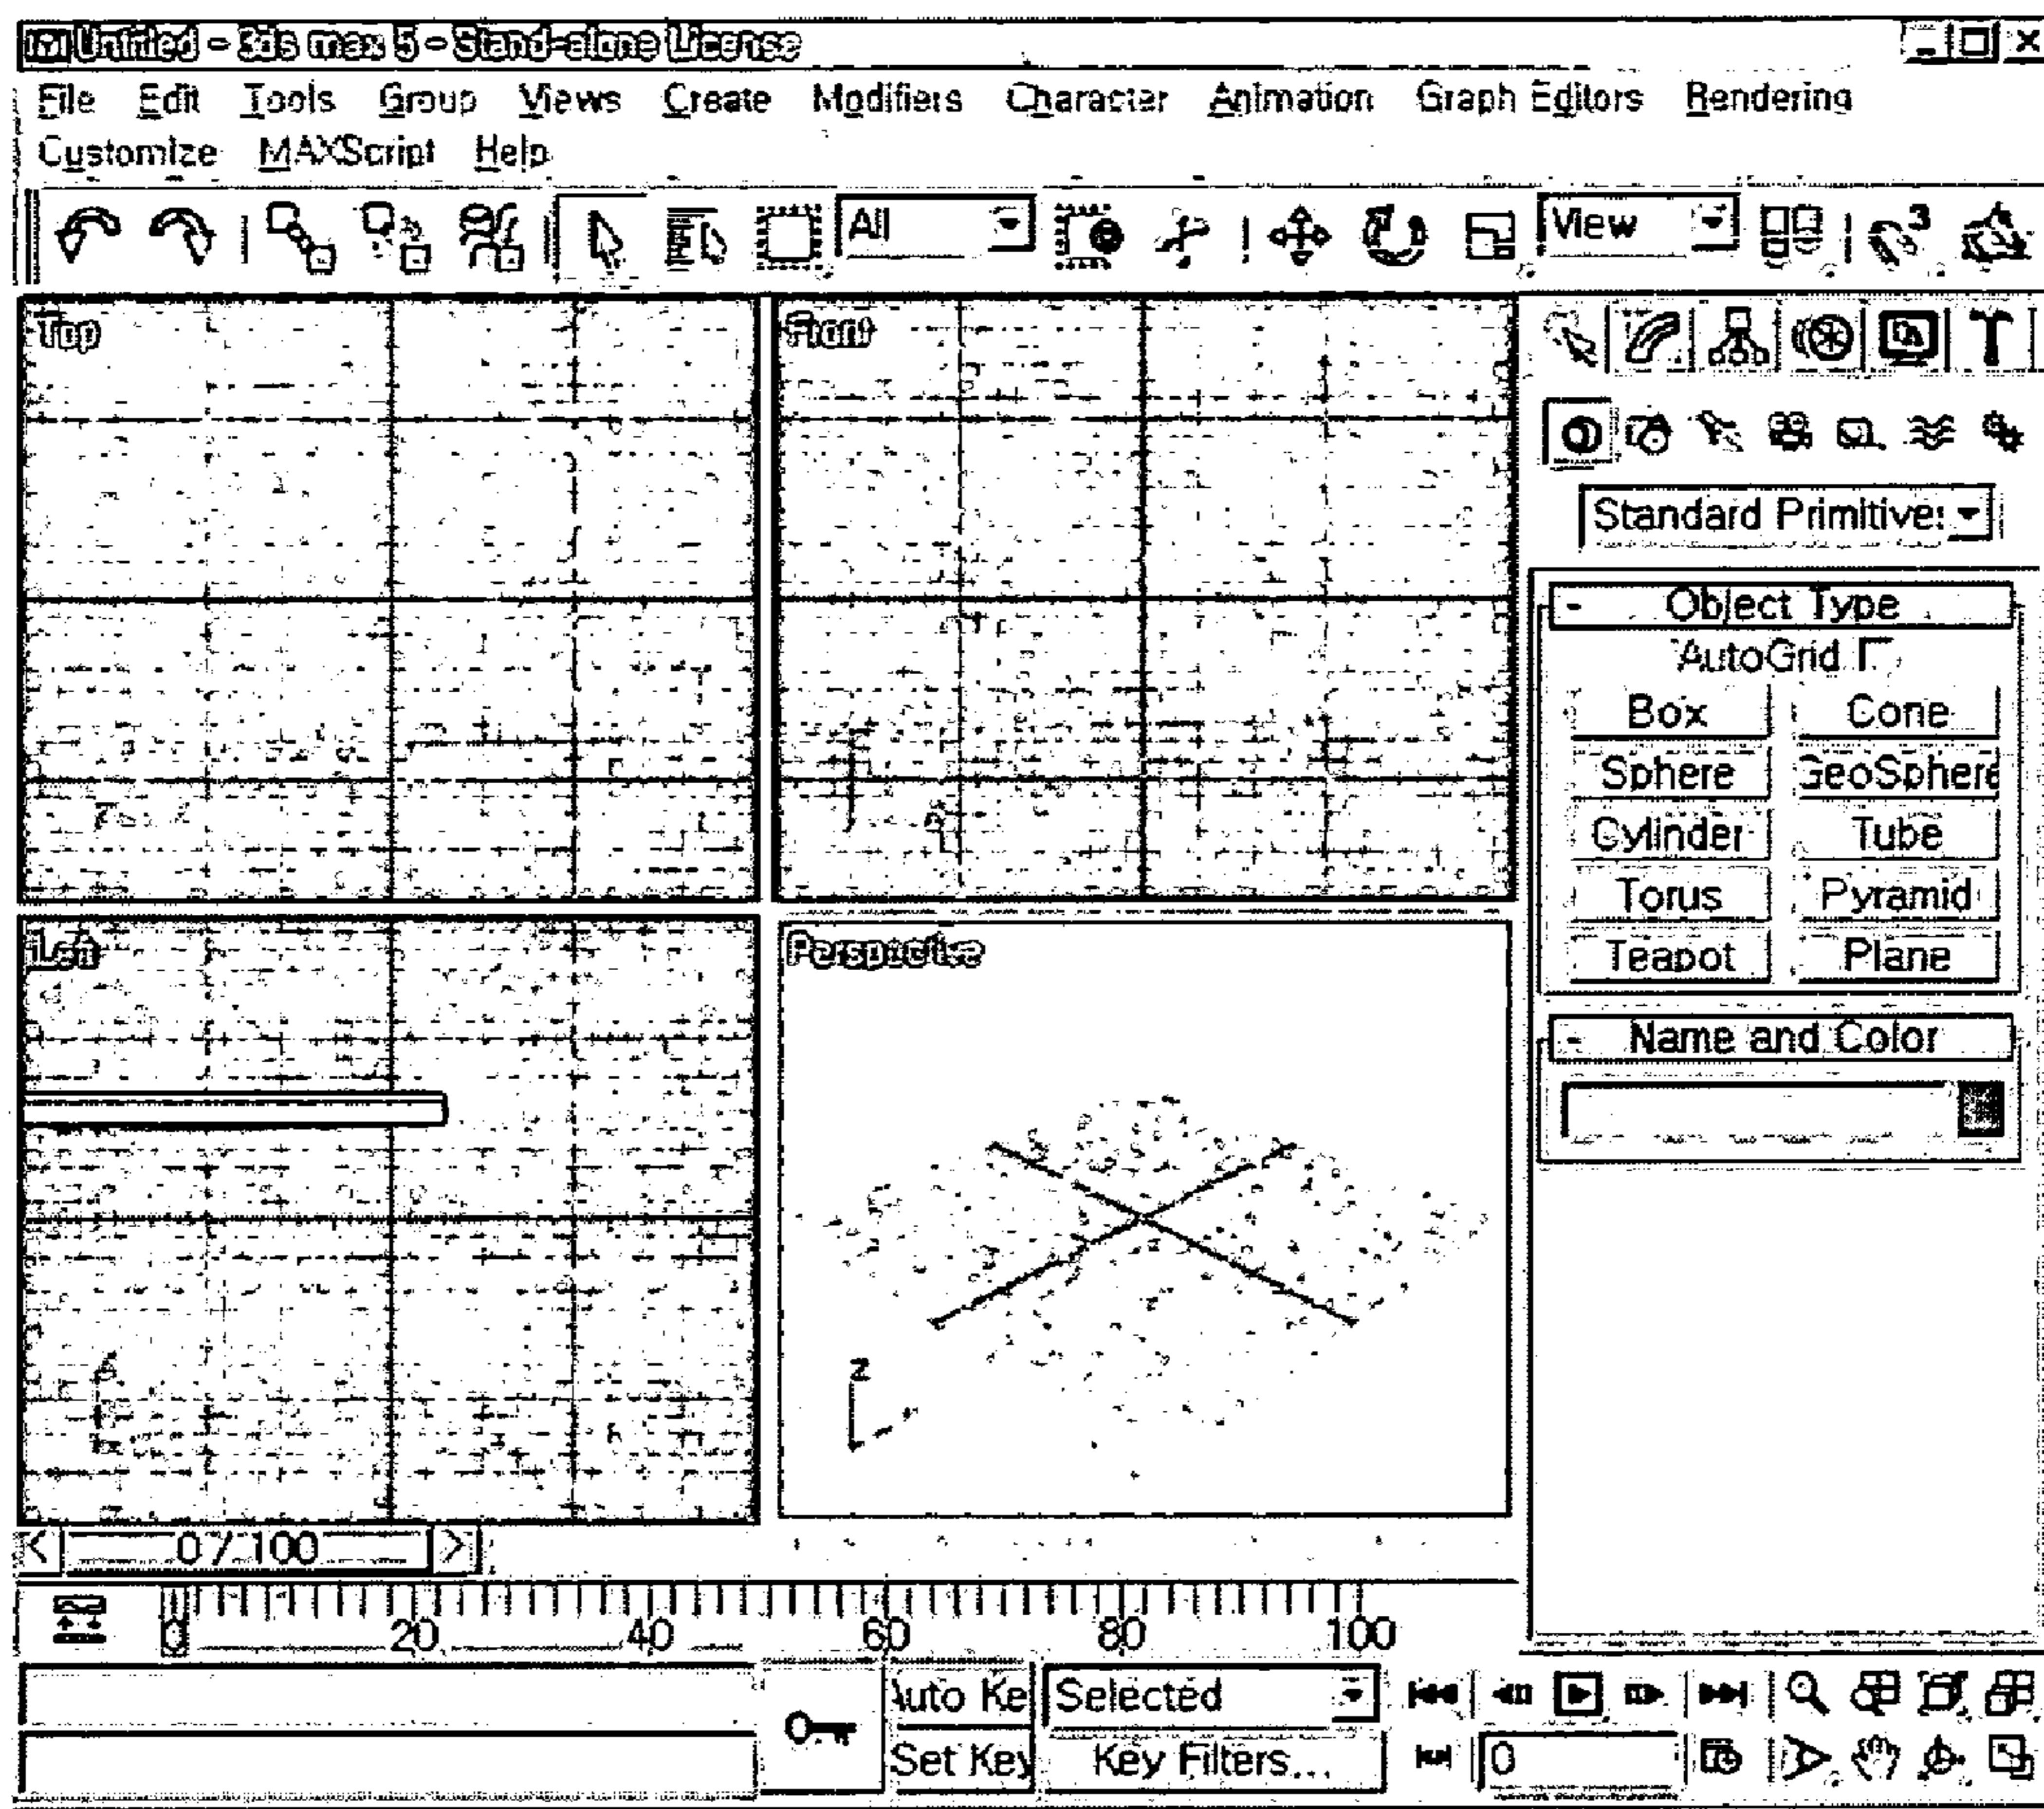 Untitled - 3ds max 5 - Stand-alone License
File Edit Tools Group Views Create Modifiers Character Animation Graph Editors Rendering
Customize MAXScript Help
All View
Top Front
Standard Primitives
Object Type
AutoGrid
Box Cone
Sphere GeoSphere
Cylinder Tube
Torus Pyramid
Teapot Plane
Left Perspective
Name and Color
Z
< 0 / 100 >
0 20 40 60 80 100
Auto Key Selected
Set Key Key Filters...
0